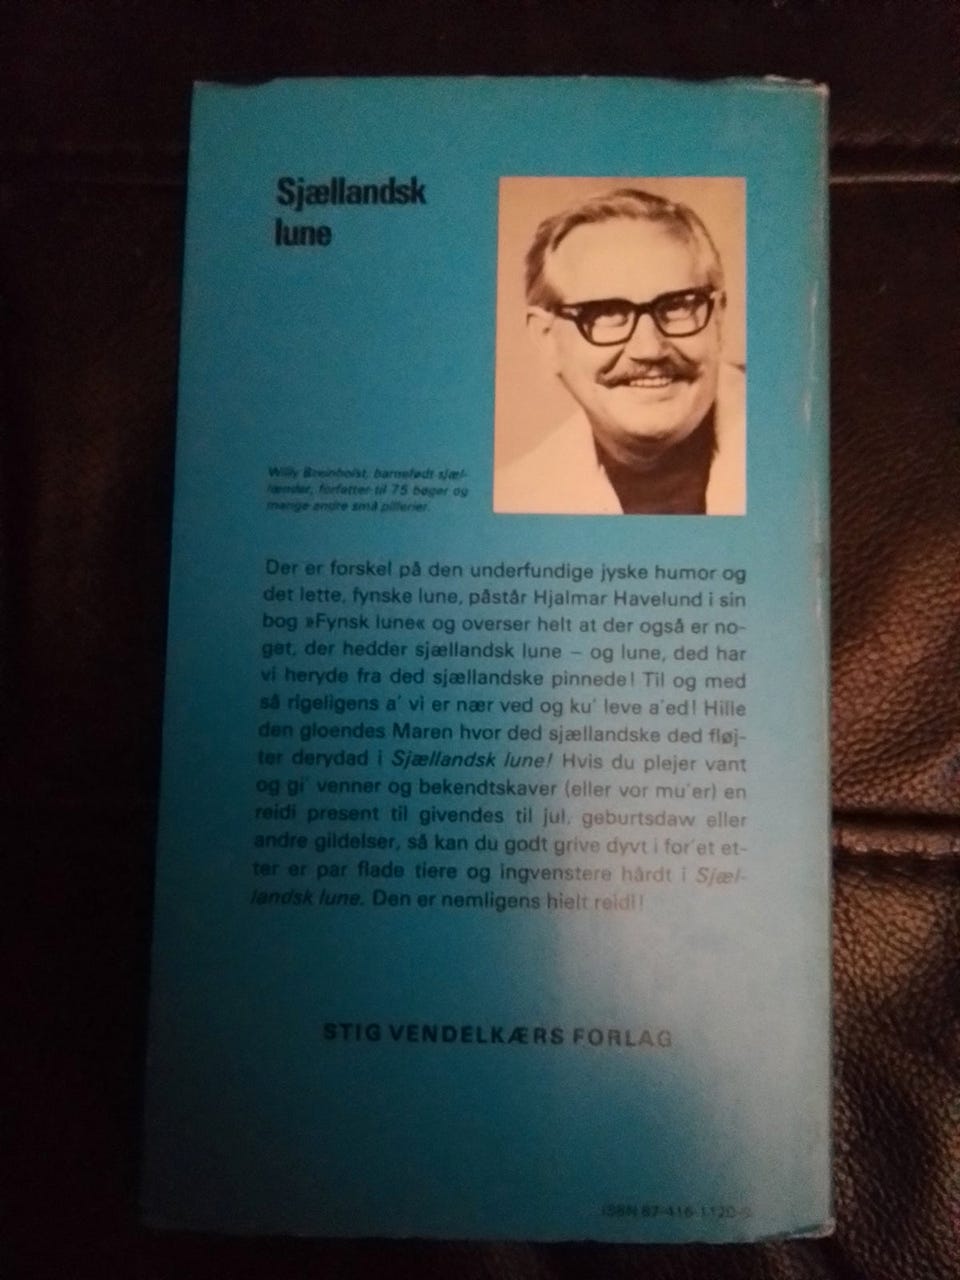 Sjællandsk
lune
Willy Breinholst, barnefødt sjæl-
lænder, forfatter til 75 bøger og
mange andre små pillerier.
Der er forskel på den underfundige jyske humor og
det lette, fynske lune, påstår Hjalmar Havelund i sin
bog »Fynsk lune« og overser helt at der også er no-
get, der hedder sjællandsk lune – og lune, ded har
vi heryde fra ded sjællandske pinnede! Til og med
så rigeligens a' vi er nær ved og ku' leve a'ed! Hille
den gloendes Maren hvor ded sjællandske ded fløj-
ter derydad i Sjællandsk lune! Hvis du plejer vant
og gi' venner og bekendtskaver (eller vor mu'er) en
reidi present til givendes til jul, geburtsdaw eller
andre gildelser, så kan du godt grive dyvt i for'et et-
ter er par flade tiere og ingvenstere hårdt i Sjæl-
landsk lune. Den er nemligens hielt reidi!
STIG VENDELKÆRS FORLAG
ISBN 87-416-1120-9